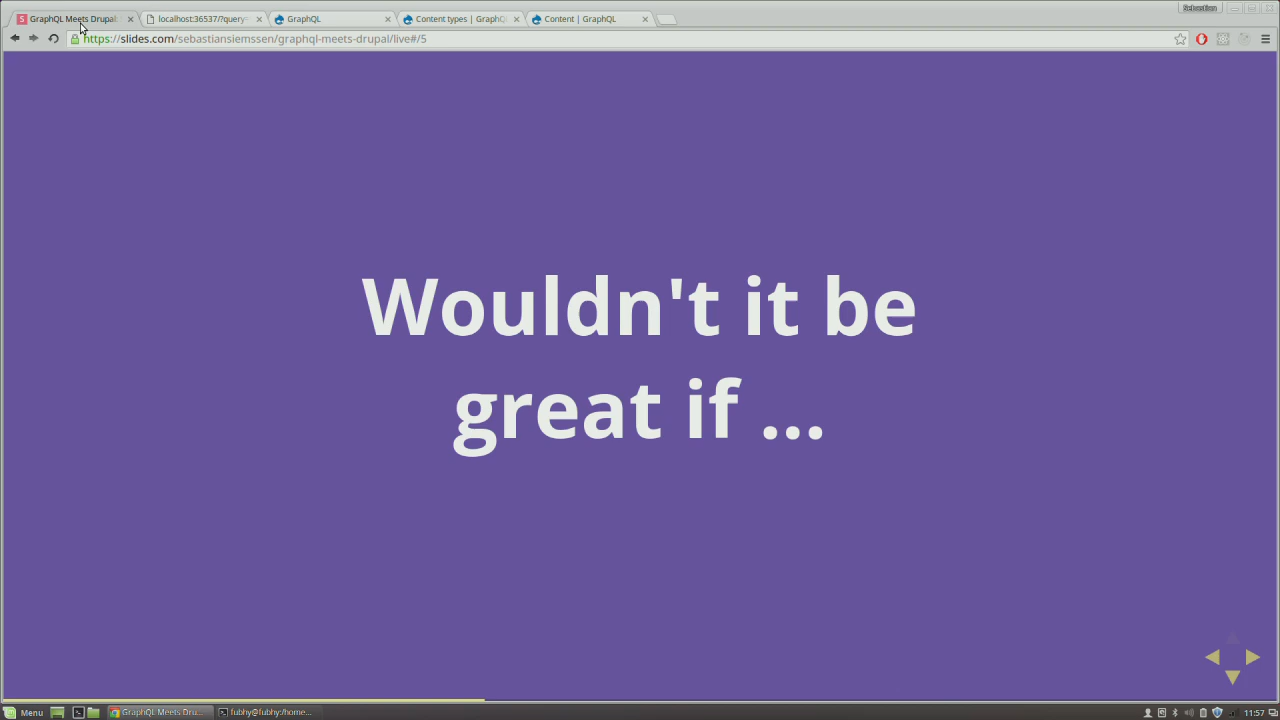 Sebastian
GraphQL Meets Drupal
localhost:36537/?query=
GraphQL
Content types | GraphQL
Content | GraphQL
https://slides.com/sebastiansiemssen/graphql-meets-drupal/live#/5
Wouldn't it be
great if ...
Menu
GraphQL Meets Dru...
fubhy@fubhy:/home...
11:57